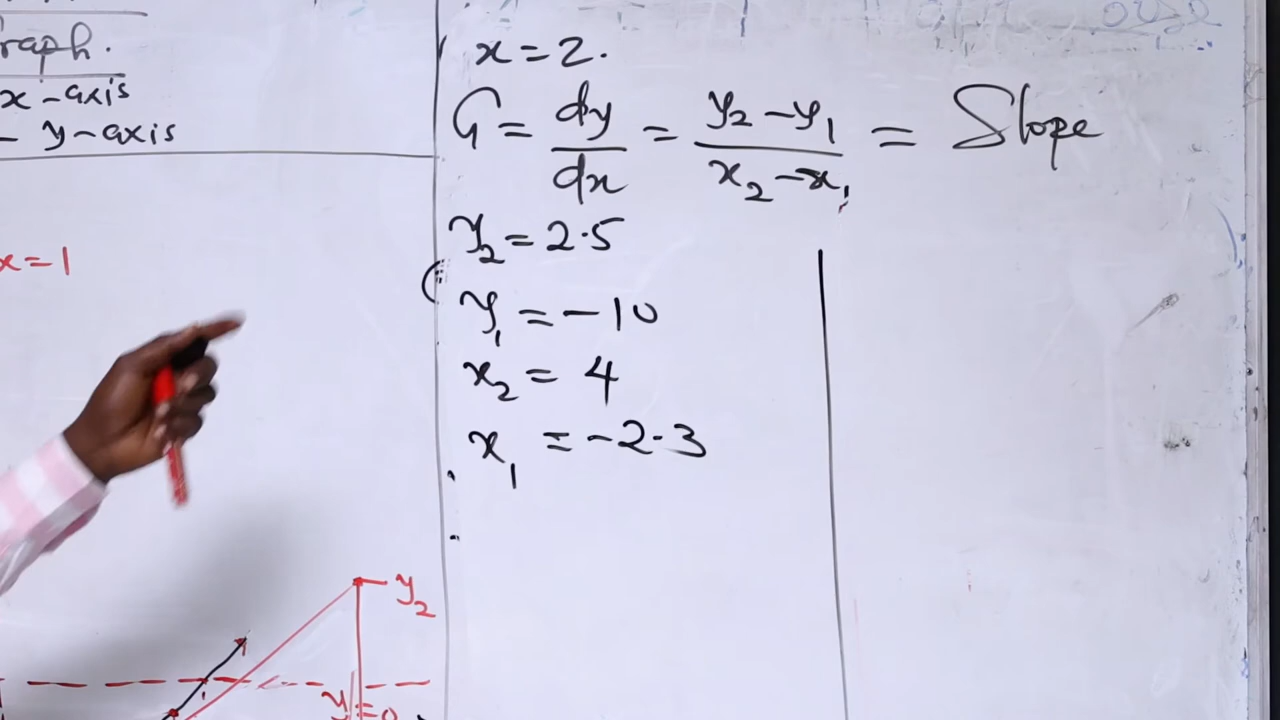 raph.
x-axis
- y-axis
x=1
x=2.
G = dy/dx = y₂-y₁/x₂-x₁ = Slope
y₂ = 2.5
y₁ = -10
x₂ = 4
x₁ = -2.3
y₂
y=0